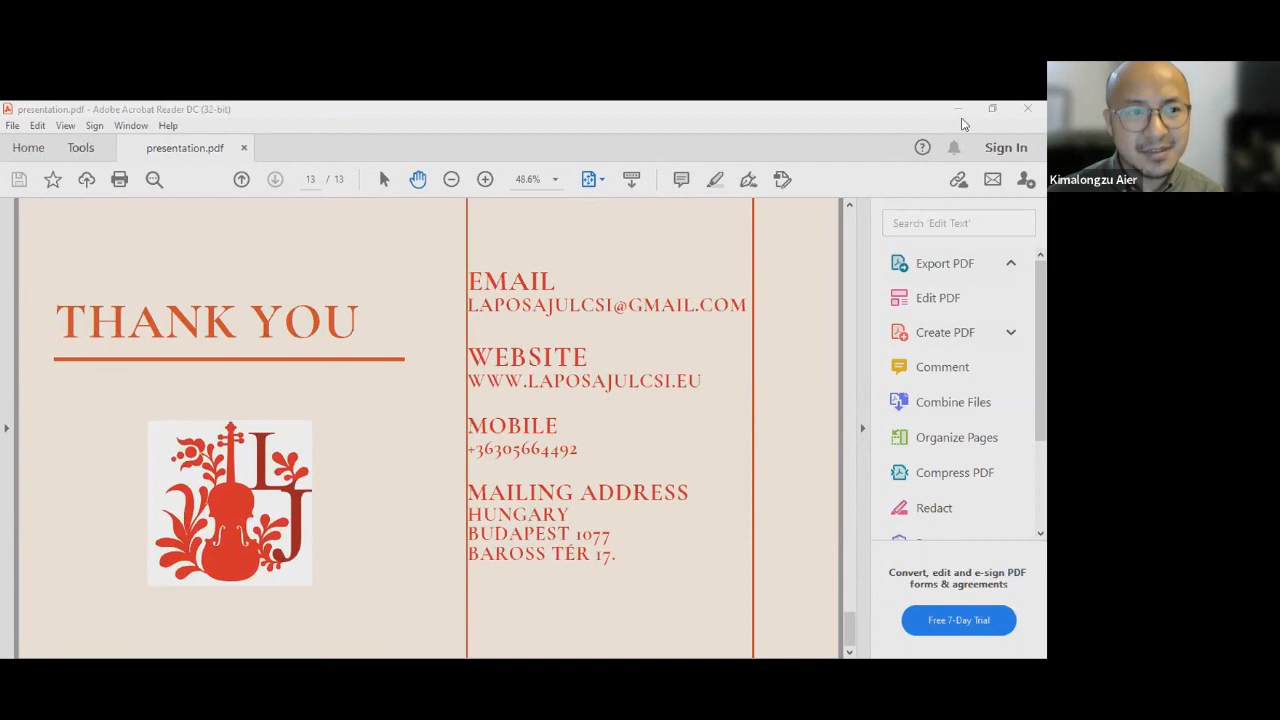 presentation.pdf - Adobe Acrobat Reader DC (32-bit)
File Edit View Sign Window Help
Home Tools presentation.pdf × Sign In
13 / 13 48.6%
THANK YOU
LJ
EMAIL
LAPOSAJULCSI@GMAIL.COM
WEBSITE
WWW.LAPOSAJULCSI.EU
MOBILE
+36305664492
MAILING ADDRESS
HUNGARY
BUDAPEST 1077
BAROSS TÉR 17.
Search 'Edit Text'
Export PDF
Edit PDF
Create PDF
Comment
Combine Files
Organize Pages
Compress PDF
Redact
Convert, edit and e-sign PDF
forms & agreements
Free 7-Day Trial
Kimalongzu Aier